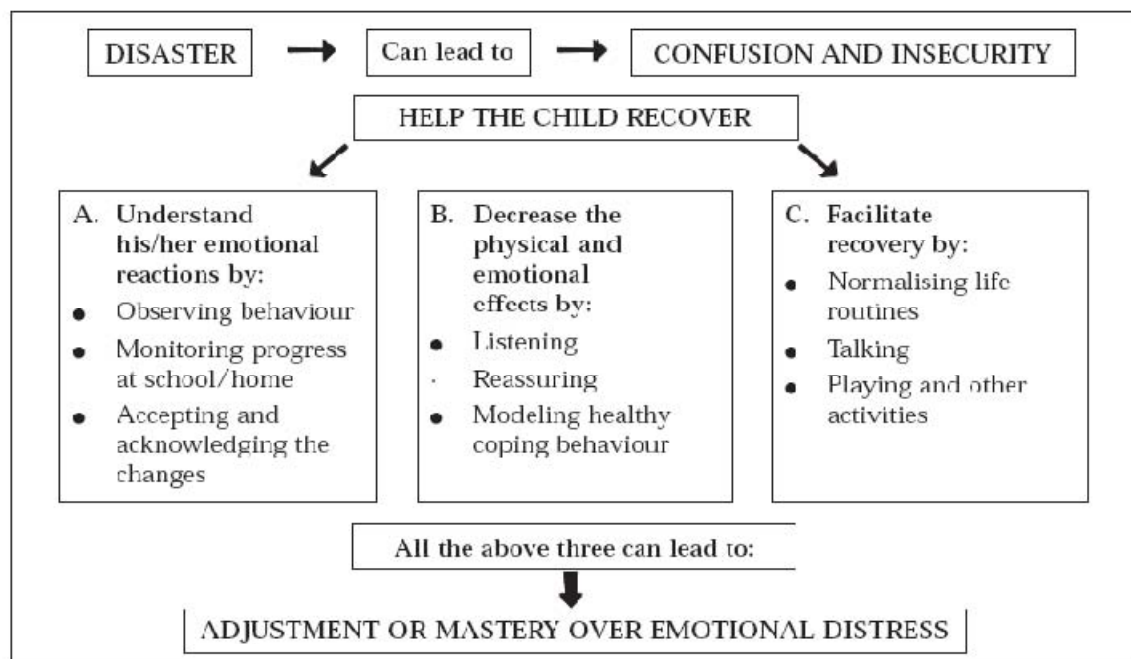 DISASTER Can lead to CONFUSION AND INSECURITY
HELP THE CHILD RECOVER
A. Understand
his/her emotional
reactions by:
● Observing behaviour
● Monitoring progress
at school/home
● Accepting and
acknowledging the
changes
B. Decrease the
physical and
emotional
effects by:
● Listening
· Reassuring
● Modeling healthy
coping behaviour
C. Facilitate
recovery by:
● Normalising life
routines
● Talking
● Playing and other
activities
All the above three can lead to:
ADJUSTMENT OR MASTERY OVER EMOTIONAL DISTRESS